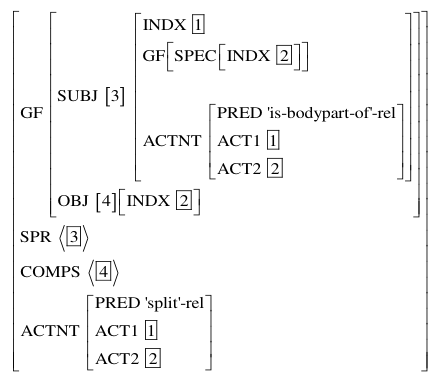 INDX 1
GF[SPEC[INDX 2]]
SUBJ [3]
PRED 'is-bodypart-of'-rel
GF
ACTNT
ACT1 1
ACT2 2
OBJ [4][INDX 2]
SPR ⟨3⟩
COMPS ⟨4⟩
PRED 'split'-rel
ACTNT ACT1 1
ACT2 2